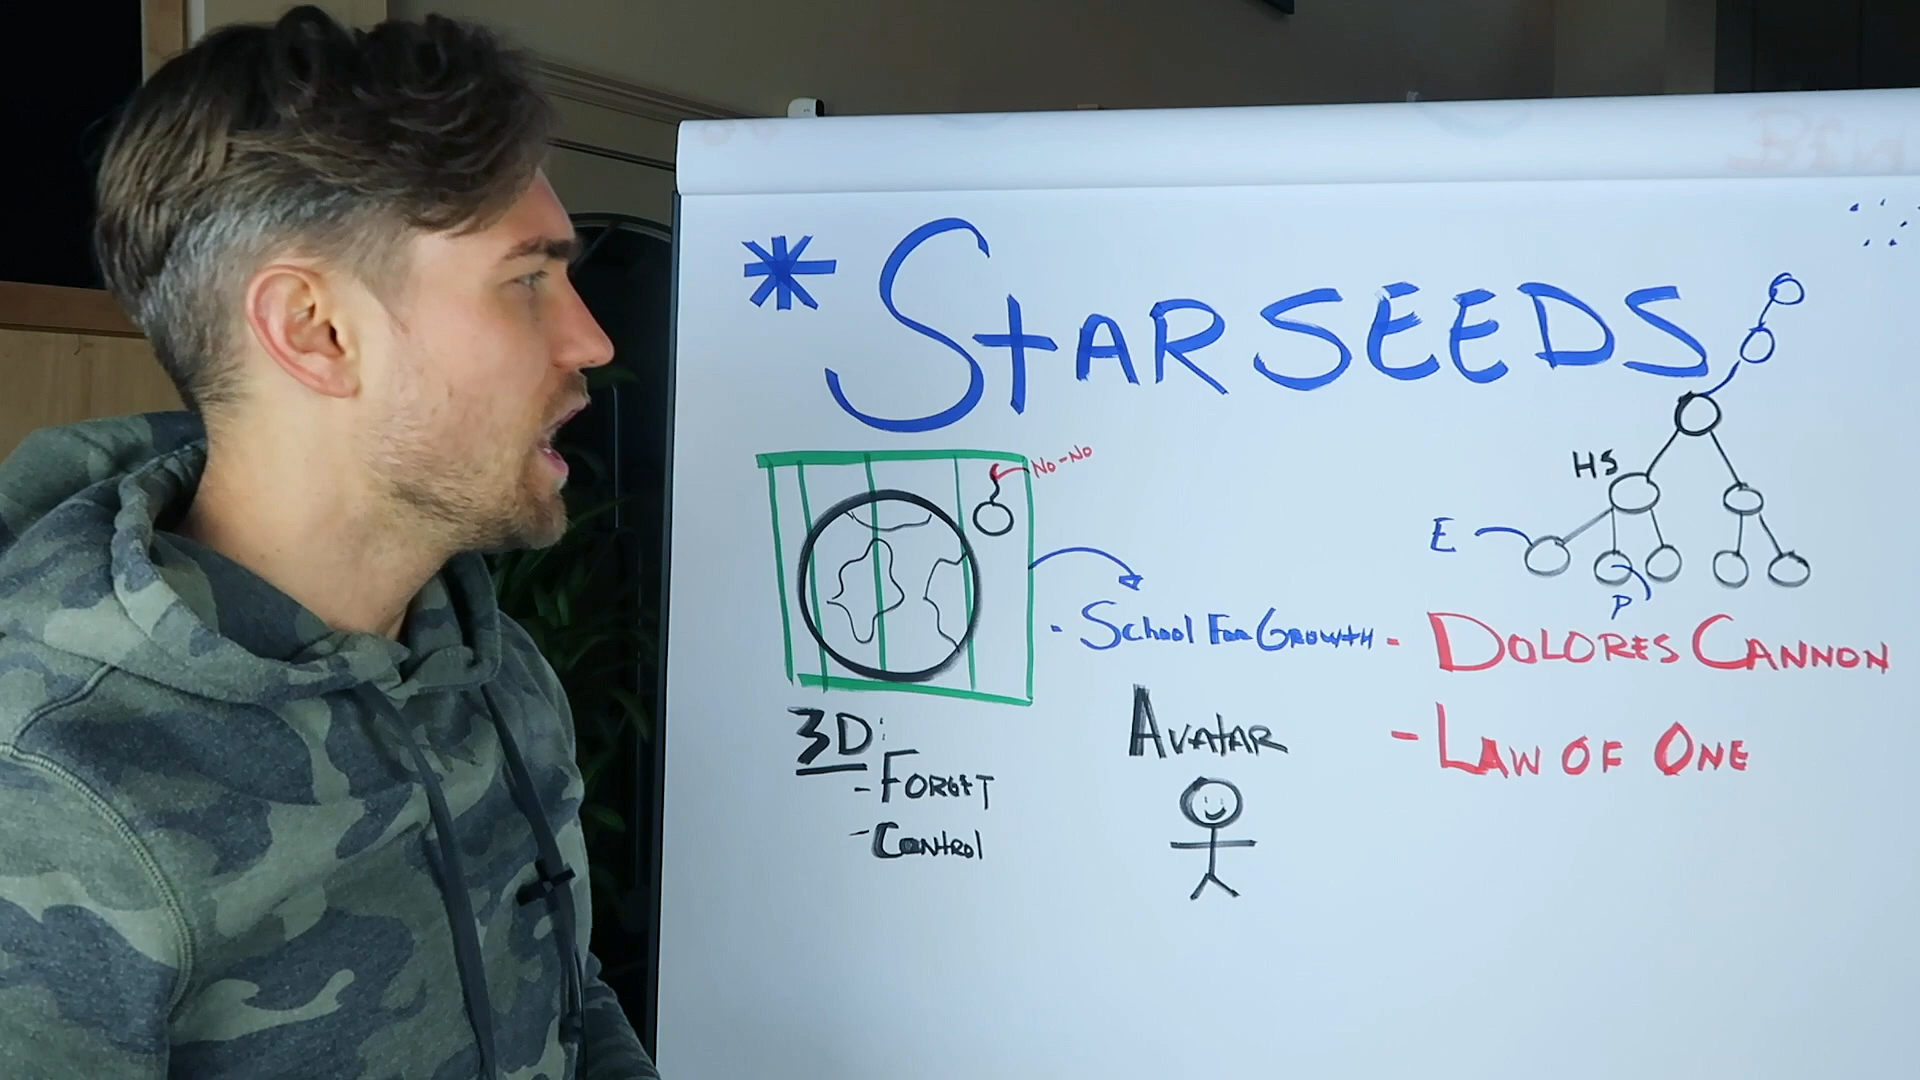 * STARSEEDS
No-No
HS
E
P
- School For Growth
- Dolores Cannon
- Law of One
3D:
- Forget
- Control
Avatar